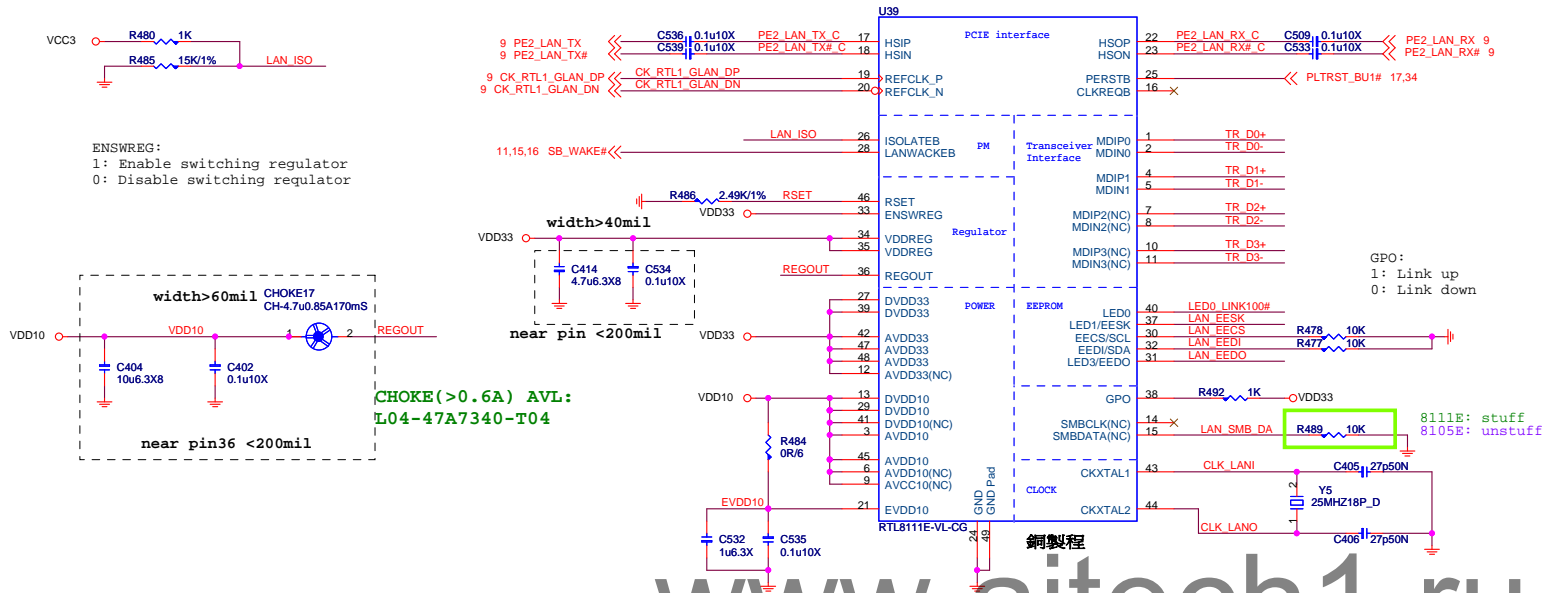 U39
PCIE interface
VCC3
R480 1K
R485 15K/1%
LAN_ISO
ENSWREG:
1: Enable switching regulator
0: Disable switching requlator
9 PE2_LAN_TX
9 PE2_LAN_TX#
C536 0.1u10X
C539 0.1u10X
PE2_LAN_TX_C
PE2_LAN_TX#_C
17 HSIP
18 HSIN
9 CK_RTL1_GLAN_DP
9 CK_RTL1_GLAN_DN
CK_RTL1_GLAN_DP
CK_RTL1_GLAN_DN
19 REFCLK_P
20 REFCLK_N
HSOP 22
HSON 23
PE2_LAN_RX_C
PE2_LAN_RX#_C
C509 0.1u10X
C533 0.1u10X
PE2_LAN_RX 9
PE2_LAN_RX# 9
PERSTB 25
CLKREQB 16
PLTRST_BU1# 17,34
LAN_ISO
26 ISOLATEB
11,15,16 SB_WAKE#
28 LANWACKEB
PM
Transceiver
Interface
MDIP0 1 TR_D0+
MDIN0 2 TR_D0-
MDIP1 4 TR_D1+
MDIN1 5 TR_D1-
MDIP2(NC) 7 TR_D2+
MDIN2(NC) 8 TR_D2-
MDIP3(NC) 10 TR_D3+
MDIN3(NC) 11 TR_D3-
R486 2.49K/1% RSET
46 RSET
VDD33
33 ENSWREG
width>40mil
VDD33
34 VDDREG
35 VDDREG
Regulator
C414
4.7u6.3X8
C534
0.1u10X
near pin <200mil
REGOUT
36 REGOUT
GPO:
1: Link up
0: Link down
width>60mil
CHOKE17
CH-4.7u0.85A170mS
VDD10
VDD10
1
2
REGOUT
C404
10u6.3X8
C402
0.1u10X
near pin36 <200mil
CHOKE(>0.6A) AVL:
L04-47A7340-T04
POWER
27 DVDD33
39 DVDD33
VDD33
42 AVDD33
47 AVDD33
48 AVDD33
12 AVDD33(NC)
EEPROM
LED0 40 LED0_LINK100#
LED1/EESK 37 LAN_EESK
EECS/SCL 30 LAN_EECS
EEDI/SDA 32 LAN_EEDI
LED3/EEDO 31 LAN_EEDO
R478 10K
R477 10K
VDD10
13 DVDD10
29 DVDD10
41 DVDD10(NC)
3 AVDD10
45 AVDD10
6 AVDD10(NC)
9 AVCC10(NC)
R484
0R/6
EVDD10
21 EVDD10
C532
1u6.3X
C535
0.1u10X
GPO 38
R492 1K
VDD33
SMBCLK(NC) 14
SMBDATA(NC) 15
LAN_SMB_DA
R489 10K
8111E: stuff
8105E: unstuff
CLOCK
CKXTAL1 43 CLK_LANI
CKXTAL2 44 CLK_LANO
C405 27p50N
2
Y5
25MHZ18P_D
1
C406 27p50N
GND
GND Pad
24
49
RTL8111E-VL-CG
銅製程
www.aitech1.ru